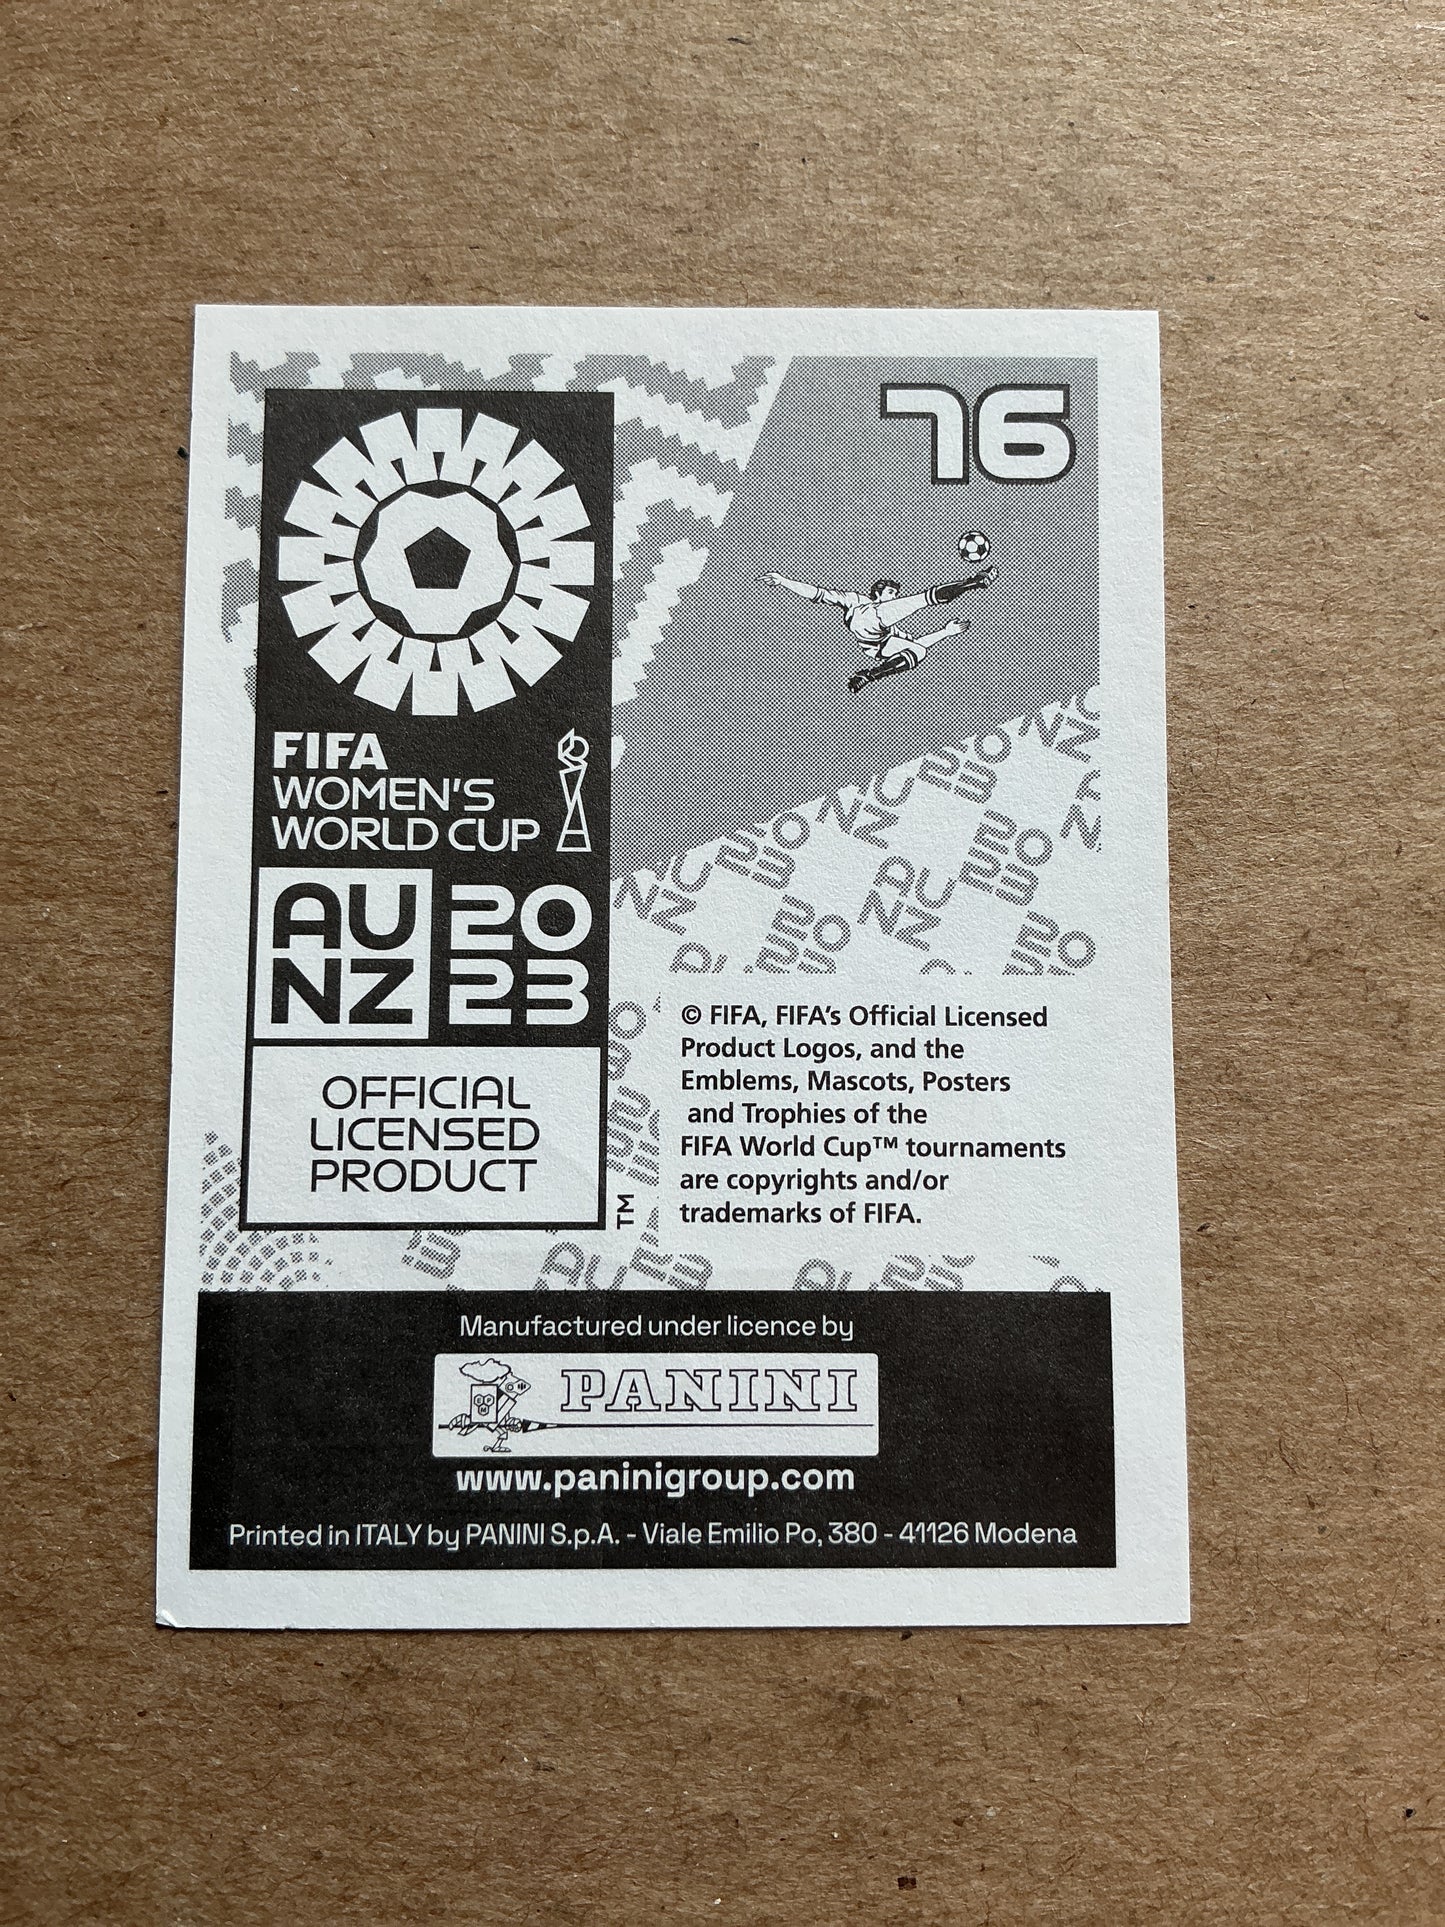 76
FIFA
WOMEN'S
WORLD CUP
AU
NZ
20
23
OFFICIAL
LICENSED
PRODUCT
TM
© FIFA, FIFA's Official Licensed
Product Logos, and the
Emblems, Mascots, Posters
and Trophies of the
FIFA World Cup™ tournaments
are copyrights and/or
trademarks of FIFA.
Manufactured under licence by
PANINI
www.paninigroup.com
Printed in ITALY by PANINI S.p.A. - Viale Emilio Po, 380 - 41126 Modena